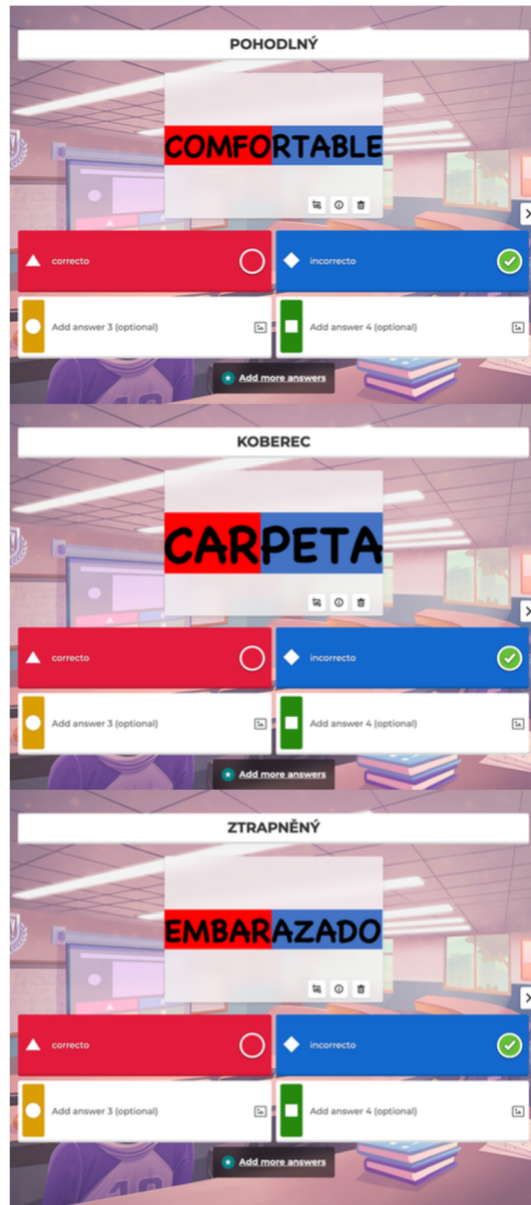 POHODLNÝ
COMFORTABLE
correcto
incorrecto
Add answer 3 (optional)
Add answer 4 (optional)
Add more answers
KOBEREC
CARPETA
correcto
incorrecto
Add answer 3 (optional)
Add answer 4 (optional)
Add more answers
ZTRAPNĚNÝ
EMBARAZADO
correcto
incorrecto
Add answer 3 (optional)
Add answer 4 (optional)
Add more answers